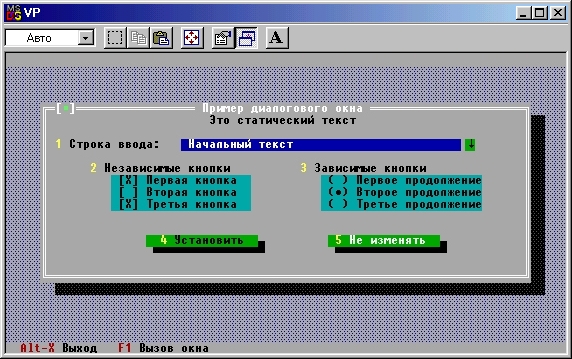 MS DOS VP
Авто
A
Пример диалогового окна
Это статический текст
1 Строка ввода: Начальный текст
2 Независимые кнопки
[X] Первая кнопка
[ ] Вторая кнопка
[X] Третья кнопка
3 Зависимые кнопки
( ) Первое продолжение
(•) Второе продолжение
( ) Третье продолжение
4 Установить
5 Не изменять
Alt-X Выход F1 Вызов окна